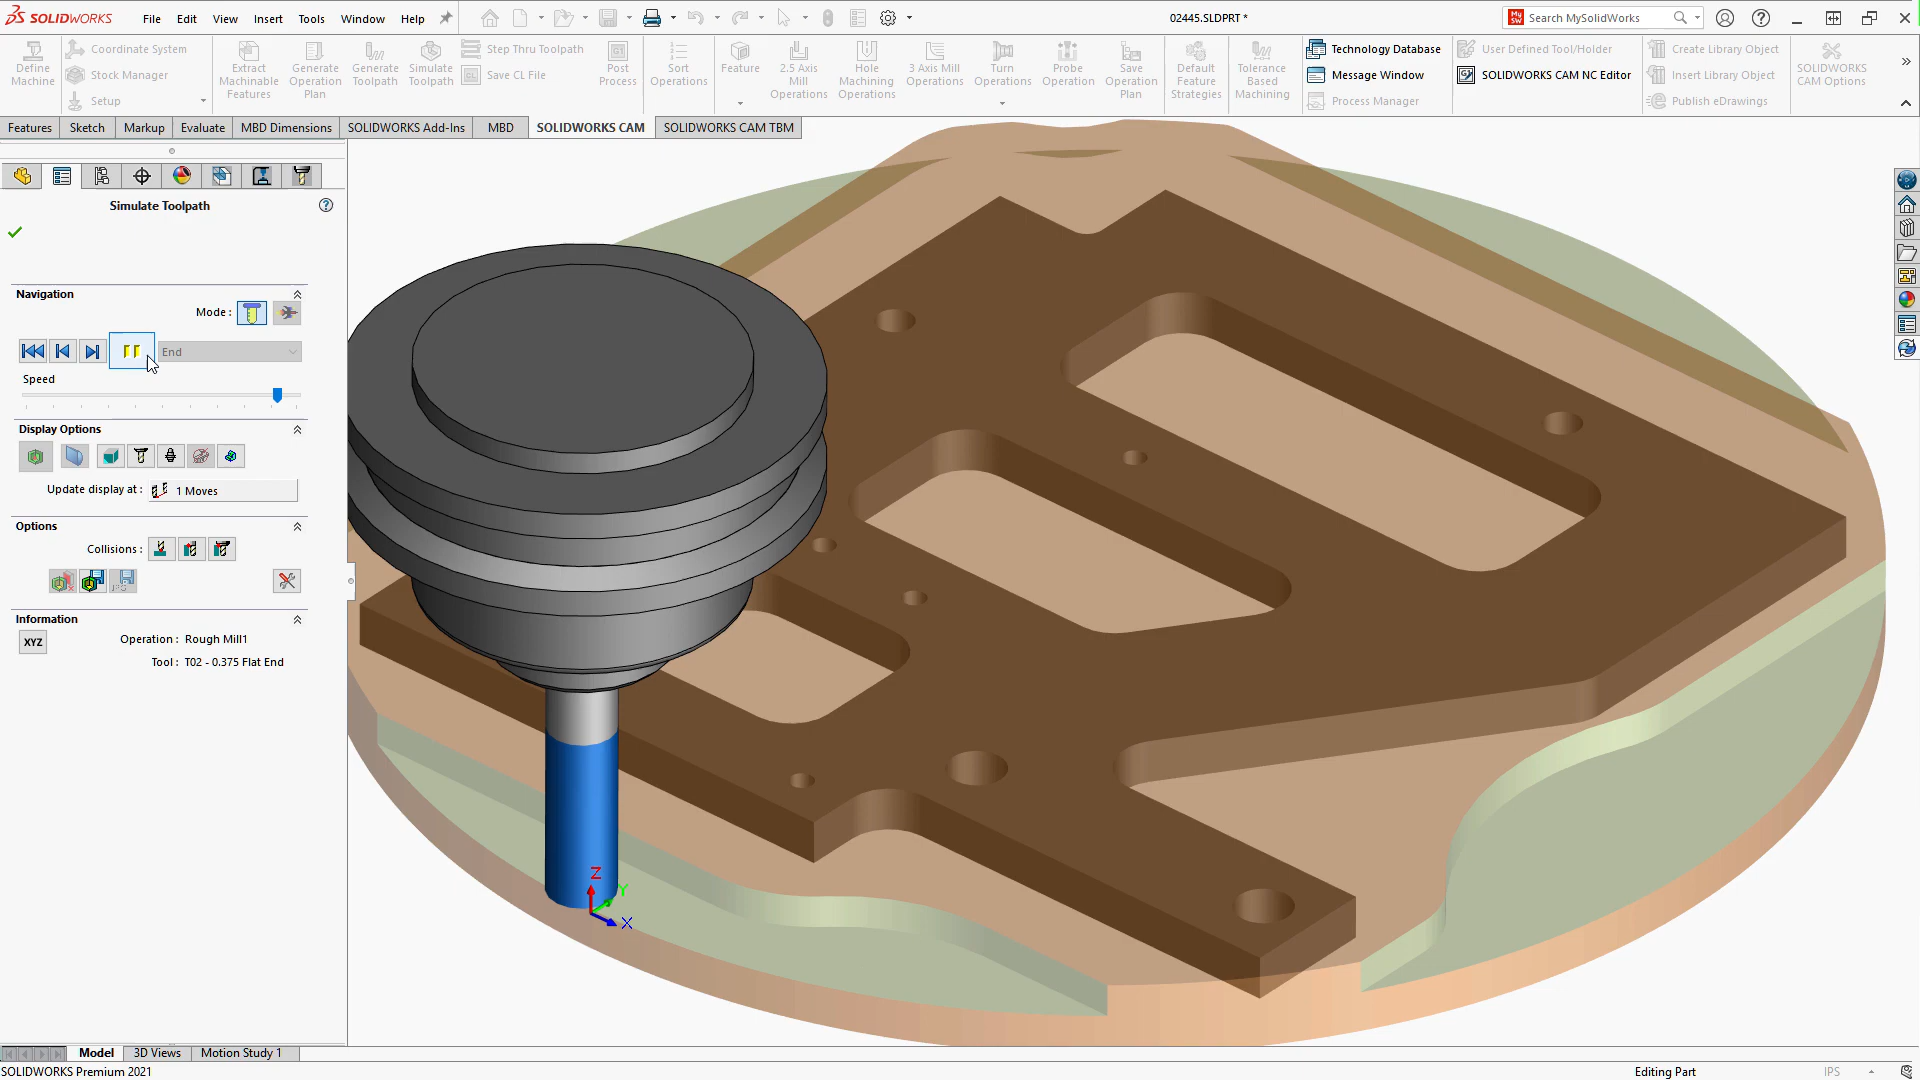 SOLIDWORKS
File Edit View Insert Tools Window Help
02445.SLDPRT *
Search MySolidWorks
Define Machine
Coordinate System
Stock Manager
Setup
Extract Machinable Features
Generate Operation Plan
Generate Toolpath
Simulate Toolpath
Step Thru Toolpath
Save CL File
Post Process
Sort Operations
Feature
2.5 Axis Mill Operations
Hole Machining Operations
3 Axis Mill Operations
Turn Operations
Probe Operation
Save Operation Plan
Default Feature Strategies
Tolerance Based Machining
Technology Database
Message Window
Process Manager
User Defined Tool/Holder
SOLIDWORKS CAM NC Editor
Create Library Object
Insert Library Object
Publish eDrawings
SOLIDWORKS CAM Options
Features Sketch Markup Evaluate MBD Dimensions SOLIDWORKS Add-Ins MBD SOLIDWORKS CAM SOLIDWORKS CAM TBM
Simulate Toolpath
Navigation
Mode :
End
Speed
Display Options
Update display at : 1 Moves
Options
Collisions :
Information
XYZ
Operation : Rough Mill1
Tool : T02 - 0.375 Flat End
Z
Y
X
Model 3D Views Motion Study 1
SOLIDWORKS Premium 2021
Editing Part
IPS